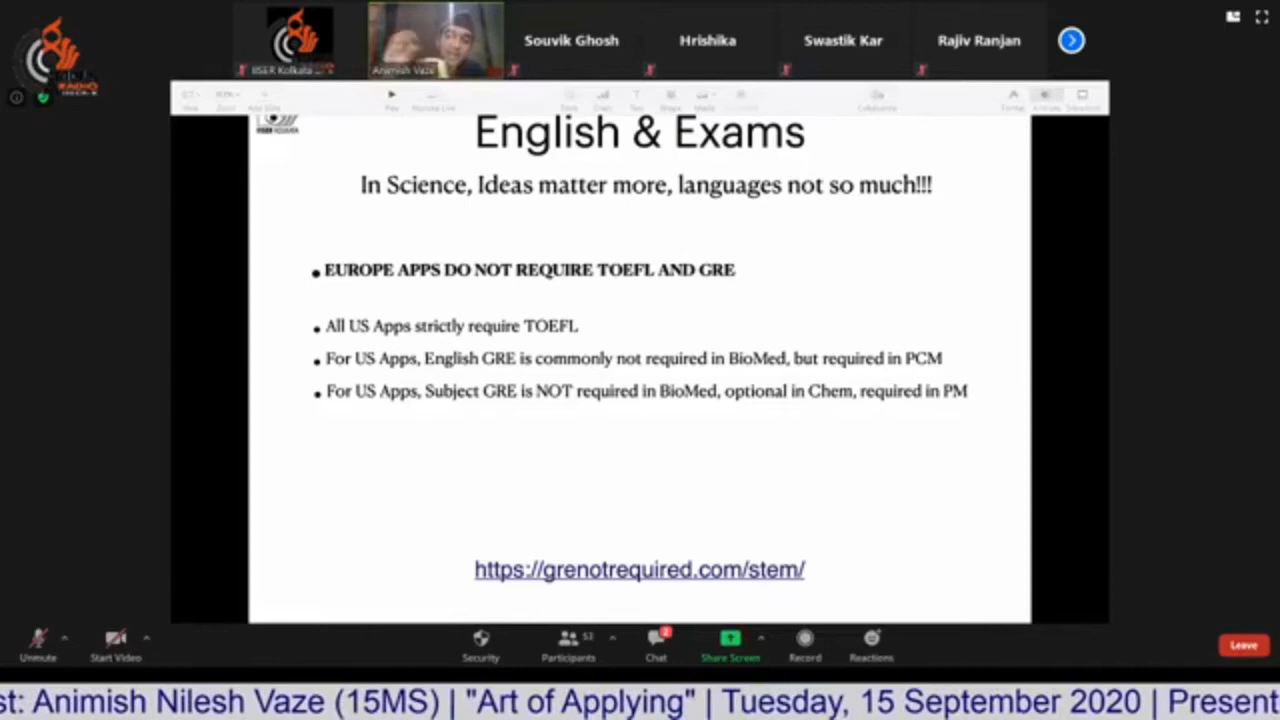 Souvik Ghosh
Hrishika
Swastik Kar
Rajiv Ranjan
IISER Kolkata
Animish Vaze
English & Exams
In Science, Ideas matter more, languages not so much!!!
• EUROPE APPS DO NOT REQUIRE TOEFL AND GRE
• All US Apps strictly require TOEFL
• For US Apps, English GRE is commonly not required in BioMed, but required in PCM
• For US Apps, Subject GRE is NOT required in BioMed, optional in Chem, required in PM
https://grenotrequired.com/stem/
53
2
Unmute
Start Video
Security
Participants
Chat
Share Screen
Record
Reactions
Leave
st: Animish Nilesh Vaze (15MS) | "Art of Applying" | Tuesday, 15 September 2020 | Present